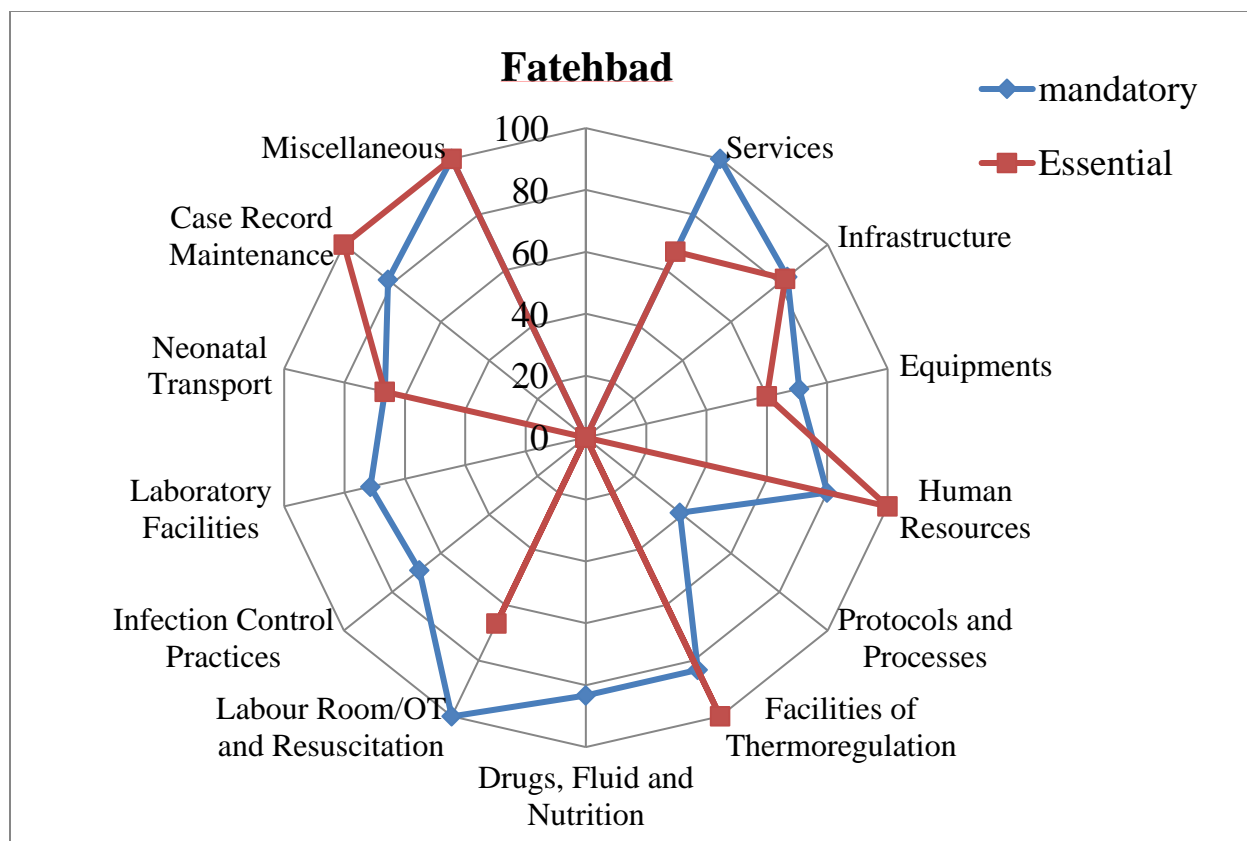 Fatehbad
mandatory
Essential
100
80
60
40
20
0
Services
Infrastructure
Equipments
Human
Resources
Protocols and
Processes
Facilities of
Thermoregulation
Drugs, Fluid and
Nutrition
Labour Room/OT
and Resuscitation
Infection Control
Practices
Laboratory
Facilities
Neonatal
Transport
Case Record
Maintenance
Miscellaneous